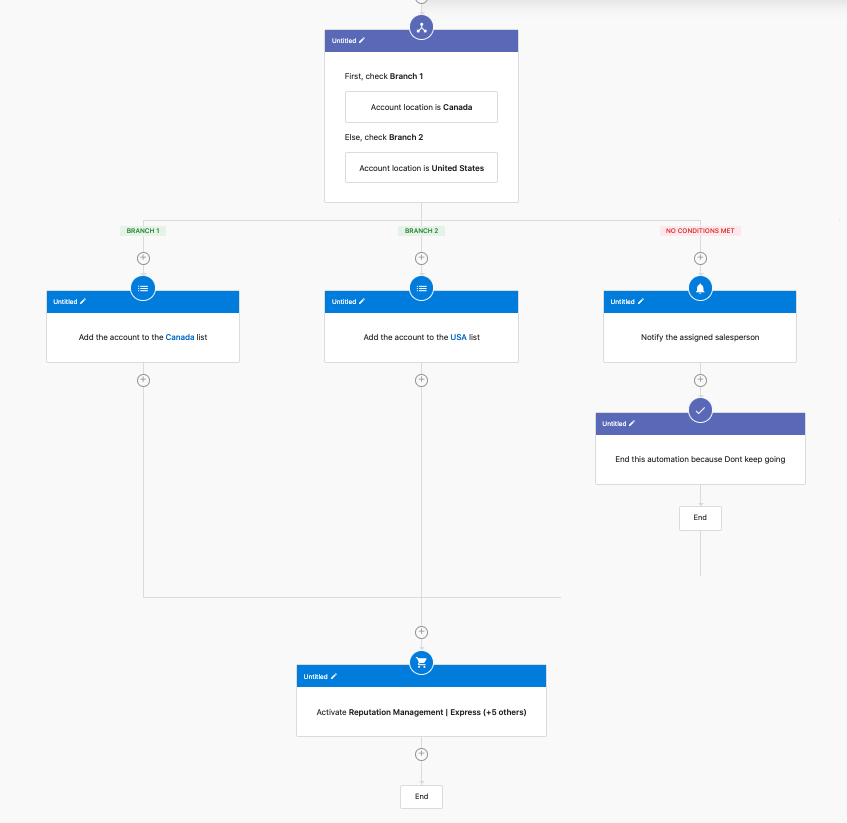 Untitled
First, check Branch 1
Account location is Canada
Else, check Branch 2
Account location is United States
BRANCH 1
BRANCH 2
NO CONDITIONS MET
Untitled
Add the account to the Canada list
Untitled
Add the account to the USA list
Untitled
Notify the assigned salesperson
Untitled
End this automation because Dont keep going
End
Untitled
Activate Reputation Management | Express (+5 others)
End